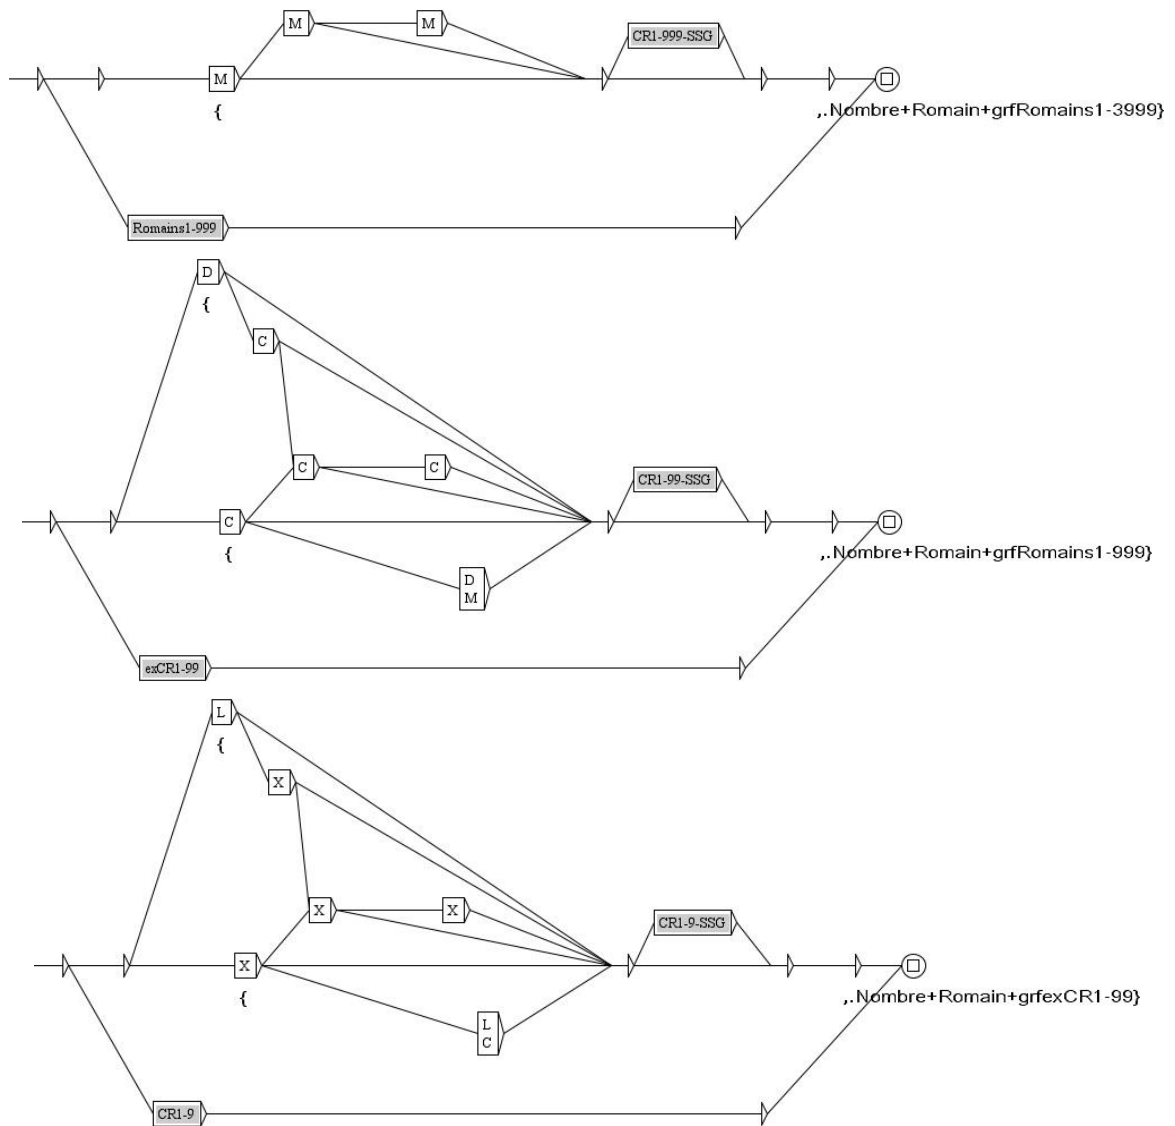 M M
CR1-999-SSG
M
{
,.Nombre+Romain+grfRomains1-3999}
Romains1-999
D
{
C
C C
CR1-99-SSG
C
{
,.Nombre+Romain+grfRomains1-999}
D
M
exCR1-99
L
{
X
X X
CR1-9-SSG
X
{
,.Nombre+Romain+grfexCR1-99}
L
C
CR1-9